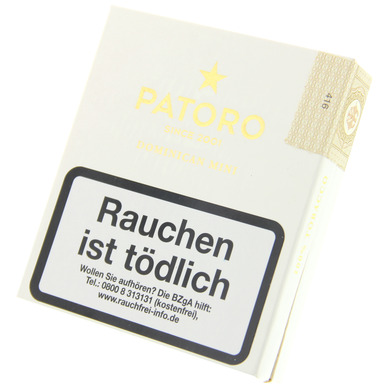 PATORO
Rauchen
ist tödlich
Wollen Sie aufhören? Die BZgA hilft:
Tel.: 0800 8 313131 (kostenfrei),
www.rauchfrei-info.de
416